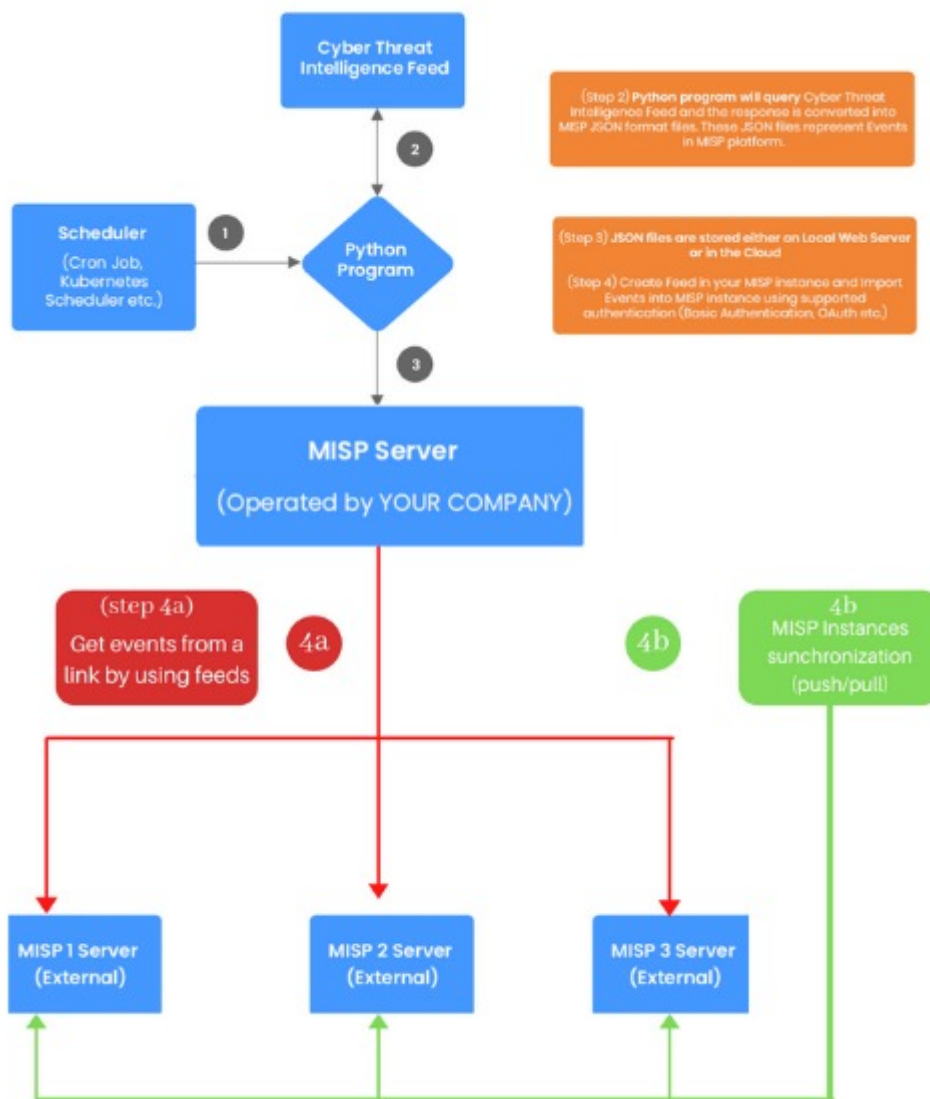 Cyber Threat
Intelligence Feed
(Step 2) Python program will query Cyber Threat
Intelligence Feed and the response is converted into
MISP JSON format files. These JSON files represent Events
in MISP platform.
2
Scheduler
(Cron Job,
Kubernetes
Scheduler etc.)
1
Python
Program
(Step 3) JSON files are stored either on Local Web Server
or in the Cloud
(Step 4) Create Feed in your MISP instance and Import
Events into MISP instance using supported
authentication (Basic Authentication, OAuth etc.)
3
MISP Server
(Operated by YOUR COMPANY)
(step 4a)
Get events from a
link by using feeds
4a
4b
4b
MISP Instances
sunchronization
(push/pull)
MISP 1 Server
(External)
MISP 2 Server
(External)
MISP 3 Server
(External)